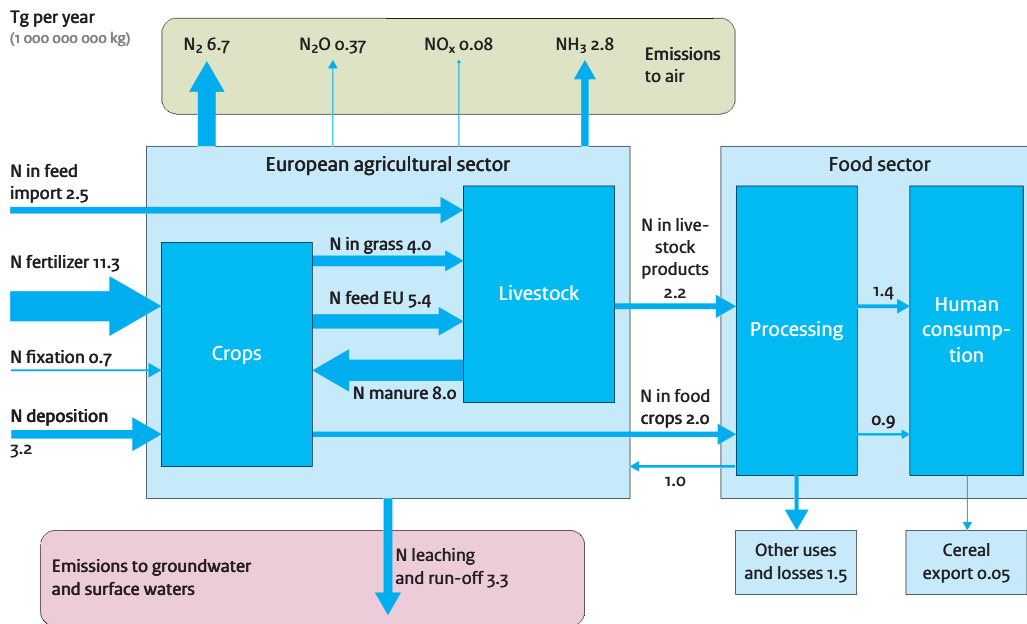 Tg per year
(1 000 000 000 kg)
N₂ 6.7
N₂O 0.37
NOₓ 0.08
NH₃ 2.8
Emissions
to air
European agricultural sector
Food sector
N in feed
import 2.5
N fertilizer 11.3
N fixation 0.7
N deposition
3.2
Crops
N in grass 4.0
N feed EU 5.4
N manure 8.0
Livestock
N in live-
stock
products
2.2
N in food
crops 2.0
1.0
Processing
1.4
0.9
Human
consump-
tion
Emissions to groundwater
and surface waters
N leaching
and run-off 3.3
Other uses
and losses 1.5
Cereal
export 0.05